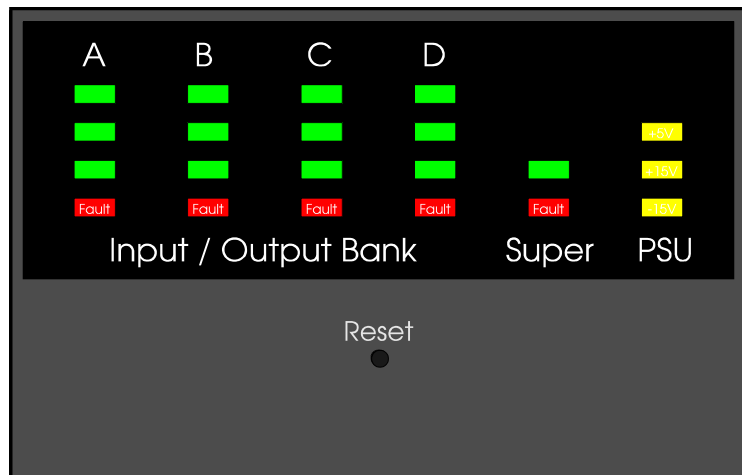 A B C D
+5V
+15V
Fault Fault Fault Fault Fault -15V
Input / Output Bank Super PSU
Reset